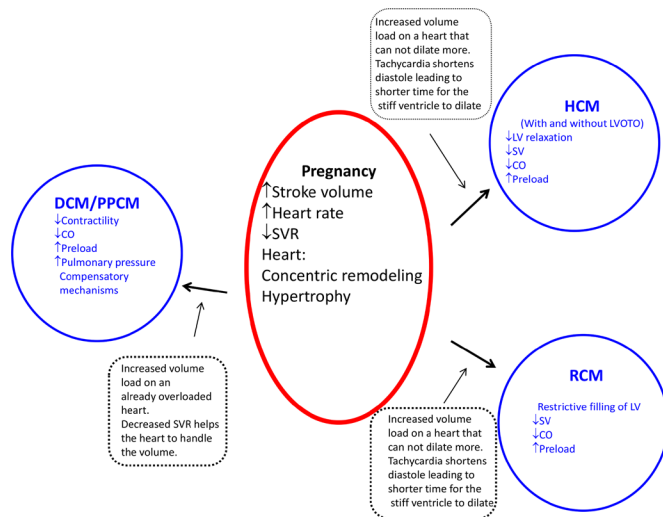 Increased volume
load on a heart that
can not dilate more.
Tachycardia shortens
diastole leading to
shorter time for the
stiff ventricle to dilate
HCM
(With and without LVOTO)
↓LV relaxation
↓SV
↓CO
↑Preload
Pregnancy
↑Stroke volume
↑Heart rate
↓SVR
Heart:
Concentric remodeling
Hypertrophy
DCM/PPCM
↓Contractility
↓CO
↑Preload
↑Pulmonary pressure
Compensatory
mechanisms
Increased volume
load on an
already overloaded
heart.
Decreased SVR helps
the heart to handle
the volume.
Increased volume
load on a heart that
can not dilate more.
Tachycardia shortens
diastole leading to
shorter time for the
stiff ventricle to dilate
RCM
Restrictive filling of LV
↓SV
↓CO
↑Preload